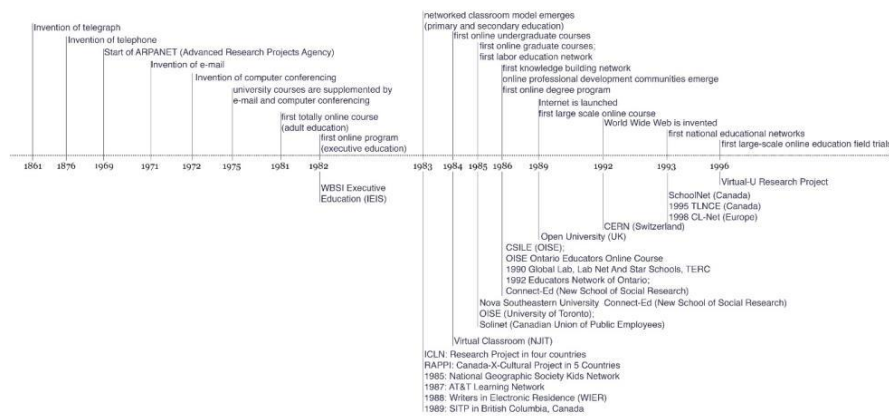 networked classroom model emerges
(primary and secondary education)
Invention of telegraph
first online undergraduate courses
Invention of telephone
first online graduate courses;
Start of ARPANET (Advanced Research Projects Agency)
first labor education network
Invention of e-mail
first knowledge building network
Invention of computer conferencing
online professional development communities emerge
university courses are supplemented by
first online degree program
e-mail and computer conferencing
Internet is launched
first large scale online course
first totally online course
(adult education)
World Wide Web is invented
first national educational networks
first online program
(executive education)
first large-scale online education field trials
1861 1876 1969 1971 1972 1975 1981 1982 1983 1984 1985 1986 1989 1992 1993 1996
Virtual-U Research Project
WBSI Executive
Education (IEIS)
SchoolNet (Canada)
1995 TLNCE (Canada)
1998 CL-Net (Europe)
CERN (Switzerland)
Open University (UK)
CSILE (OISE);
OISE Ontario Educators Online Course
1990 Global Lab, Lab Net And Star Schools, TERC
1992 Educators Network of Ontario;
Connect-Ed (New School of Social Research)
Nova Southeastern University Connect-Ed (New School of Social Research)
OISE (University of Toronto);
Solinet (Canadian Union of Public Employees)
Virtual Classroom (NJIT)
ICLN: Research Project in four countries
RAPPI: Canada-X-Cultural Project in 5 Countries
1985: National Geographic Society Kids Network
1987: AT&T Learning Network
1988: Writers in Electronic Residence (WIER)
1989: SITP in British Columbia, Canada